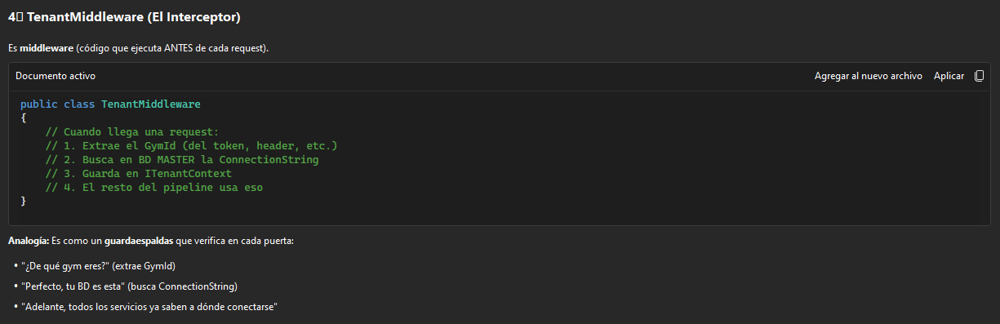 4 TenantMiddleware (El Interceptor)
Es middleware (código que ejecuta ANTES de cada request).
Documento activo Agregar al nuevo archivo Aplicar
public class TenantMiddleware
{
// Cuando llega una request:
// 1. Extrae el GymId (del token, header, etc.)
// 2. Busca en BD MASTER la ConnectionString
// 3. Guarda en ITenantContext
// 4. El resto del pipeline usa eso
}
Analogía: Es como un guardaespaldas que verifica en cada puerta:
• "¿De qué gym eres?" (extrae GymId)
• "Perfecto, tu BD es esta" (busca ConnectionString)
• "Adelante, todos los servicios ya saben a dónde conectarse"